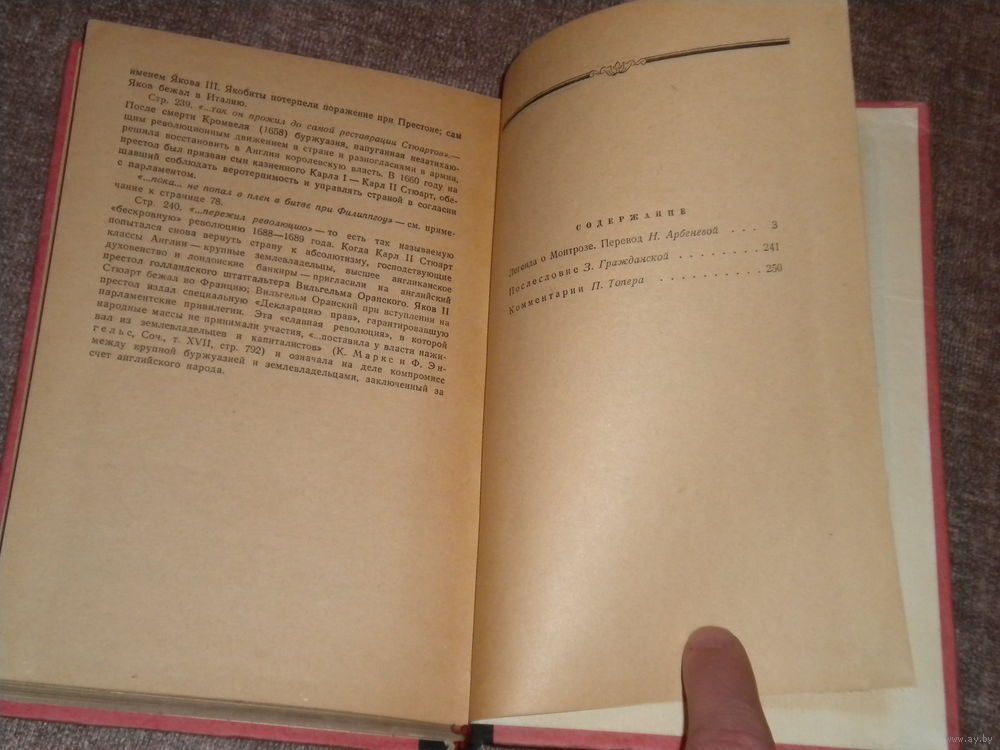 именем Якова III. Якобиты потерпели поражение при Престоне; сам
Яков бежал в Италию.
Стр. 239. «...так он прожил до самой реставрации Стюартов».—
После смерти Кромвеля (1658) буржуазия, напуганная незатихаю-
щим революционным движением в стране и разногласиями в армии,
решила восстановить в Англии королевскую власть. В 1660 году на
престол был призван сын казненного Карла I — Карл II Стюарт, обе-
щавший соблюдать веротерпимость и управлять страной в согласии
с парламентом.
«...пока... не попал в плен в битве при Филиппгоу» — см. приме-
чание к странице 78.
Стр. 240. «...пережил революцию» — то есть так называемую
«бескровную» революцию 1688—1689 года. Когда Карл II Стюарт
попытался снова вернуть страну к абсолютизму, господствующие
классы Англии — крупные землевладельцы, высшее англиканское
духовенство и лондонские банкиры — пригласили на английский
престол голландского штатгальтера Вильгельма Оранского. Яков II
Стюарт бежал во Францию; Вильгельм Оранский при вступлении на
престол издал специальную «Декларацию прав», гарантировавшую
парламентские привилегии. Эта «славная революция», в которой
народные массы не принимали участия, «...поставила у власти нажи-
вал из землевладельцев и капиталистов» (К. Маркс и Ф. Эн-
гельс, Соч., т. XVII, стр. 792) и означала на деле компромисс
между крупной буржуазией и землевладельцами, заключенный за
счет английского народа.
СОДЕРЖАНИЕ
Легенда о Монтрозе. Перевод Н. Арбеневой . . . . 3
Послесловие З. Гражданской . . . . . . . 241
Комментарии П. Топера . . . . . . . . 250
www.ay.by